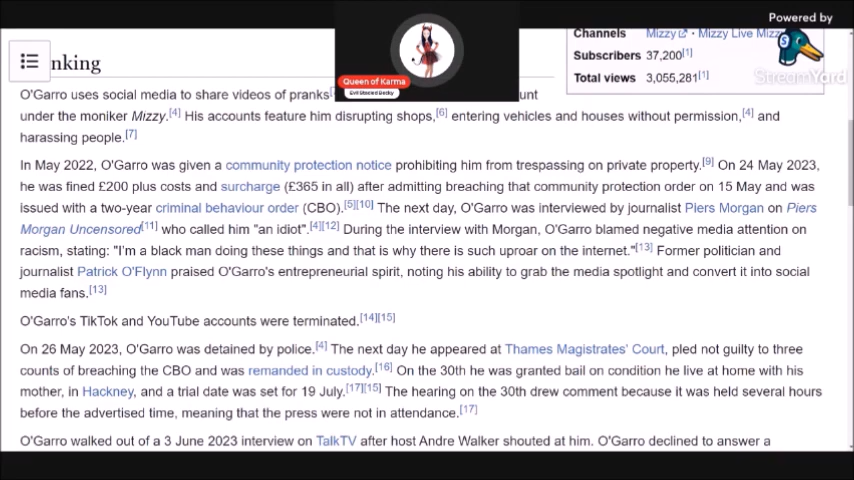 Powered by
StreamYard
Channels Mizzy • Mizzy Live Mizz
Subscribers 37,200[1]
Total views 3,055,281[1]
Queen of Karma
Evil Stacied Becky
nking
O'Garro uses social media to share videos of pranks unt
under the moniker Mizzy.[4] His accounts feature him disrupting shops,[6] entering vehicles and houses without permission,[4] and
harassing people.[7]
In May 2022, O'Garro was given a community protection notice prohibiting him from trespassing on private property.[9] On 24 May 2023,
he was fined £200 plus costs and surcharge (£365 in all) after admitting breaching that community protection order on 15 May and was
issued with a two-year criminal behaviour order (CBO).[5][10] The next day, O'Garro was interviewed by journalist Piers Morgan on Piers
Morgan Uncensored[11] who called him "an idiot".[4][12] During the interview with Morgan, O'Garro blamed negative media attention on
racism, stating: "I'm a black man doing these things and that is why there is such uproar on the internet."[13] Former politician and
journalist Patrick O'Flynn praised O'Garro's entrepreneurial spirit, noting his ability to grab the media spotlight and convert it into social
media fans.[13]
O'Garro's TikTok and YouTube accounts were terminated.[14][15]
On 26 May 2023, O'Garro was detained by police.[4] The next day he appeared at Thames Magistrates' Court, pled not guilty to three
counts of breaching the CBO and was remanded in custody.[16] On the 30th he was granted bail on condition he live at home with his
mother, in Hackney, and a trial date was set for 19 July.[17][15] The hearing on the 30th drew comment because it was held several hours
before the advertised time, meaning that the press were not in attendance.[17]
O'Garro walked out of a 3 June 2023 interview on TalkTV after host Andre Walker shouted at him. O'Garro declined to answer a